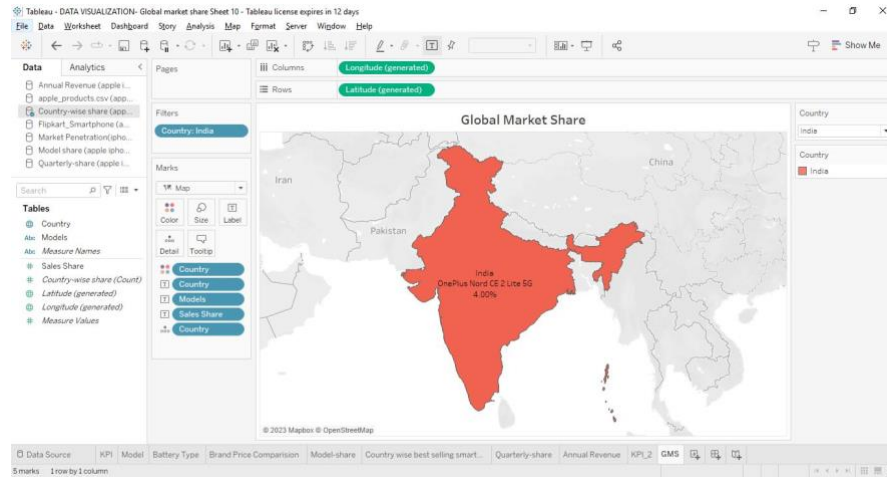 Tableau - DATA VISUALIZATION- Global market share Sheet 10 - Tableau license expires in 12 days
File Data Worksheet Dashboard Story Analysis Map Format Server Window Help
Show Me
Data Analytics
Annual Revenue (apple i...
apple_products.csv (app...
Country-wise share (app...
Flipkart_Smartphone (a...
Market Penetration(ipho...
Model share (apple ipho...
Quarterly-share (apple i...
Search
Tables
Country
Abc Models
Abc Measure Names
# Sales Share
# Country-wise share (Count)
Latitude (generated)
Longitude (generated)
# Measure Values
Pages
Filters
Country: India
Marks
Map
Color Size Label
Detail Tooltip
Country
Country
Models
Sales Share
Country
Columns Longitude (generated)
Rows Latitude (generated)
Global Market Share
Iran
China
Pakistan
India
OnePlus Nord CE 2 Lite 5G
4.00%
© 2023 Mapbox © OpenStreetMap
Country
India
Country
India
Data Source KPI Model Battery Type Brand Price Comparision Model-share Country wise best selling smart... Quarterly-share Annual Revenue KPI_2 GMS
5 marks 1 row by 1 column